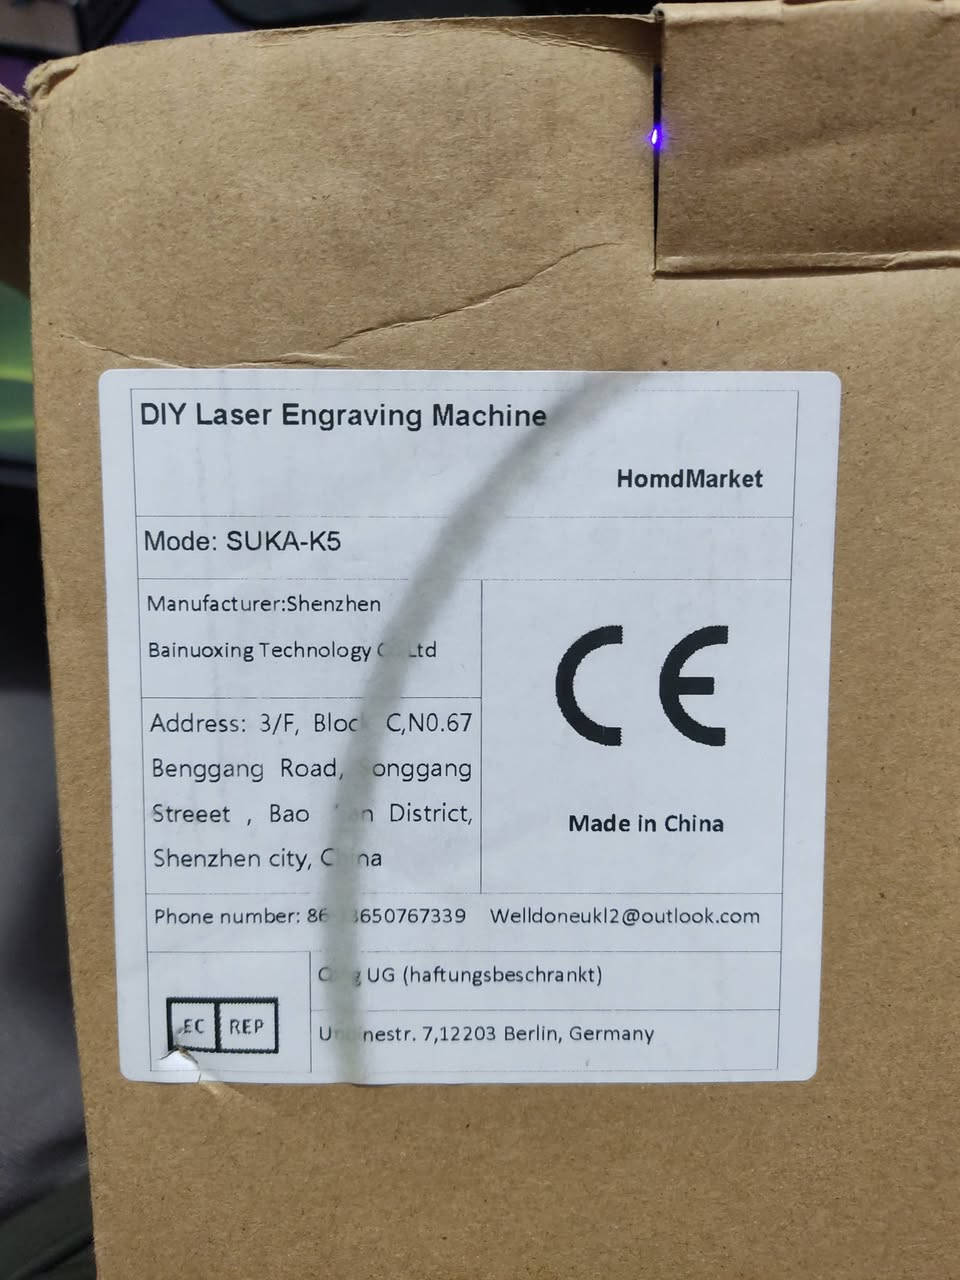 DIY Laser Engraving Machine
HomdMarket
Mode: SUKA-K5
Manufacturer:Shenzhen
Bainuoxing Technology Ltd
Address: 3/F, C,N0.67
Benggang Road,
Streeet , Bao District,
Shenzhen city, China
CE
Made in China
Phone number: Welldoneukl2@outlook.com
EC REP
UG (haftungsbeschrankt)
7,12203 Berlin, Germany